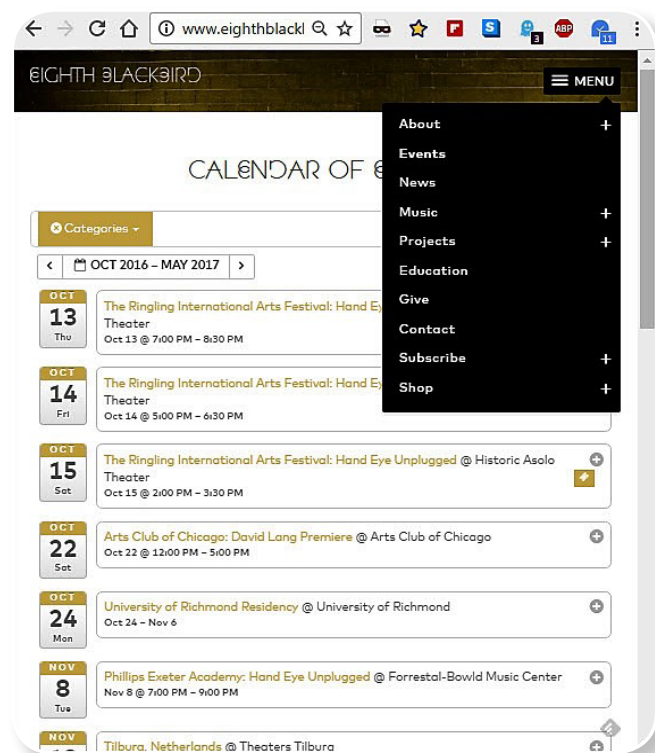 www.eighthblackl
3
ABP
11
EIGHTH BLACKBIRD
MENU
About +
Events
News
Music +
Projects +
Education
Give
Contact
Subscribe +
Shop +
CALENDAR OF
Categories
OCT 2016 – MAY 2017
OCT
13
Thu
The Ringling International Arts Festival: Hand Ey
Theater
Oct 13 @ 7:00 PM – 8:30 PM
OCT
14
Fri
The Ringling International Arts Festival: Hand Ey
Theater
Oct 14 @ 5:00 PM – 6:30 PM
OCT
15
Sat
The Ringling International Arts Festival: Hand Eye Unplugged @ Historic Asolo
Theater
Oct 15 @ 2:00 PM – 3:30 PM
OCT
22
Sat
Arts Club of Chicago: David Lang Premiere @ Arts Club of Chicago
Oct 22 @ 12:00 PM – 5:00 PM
OCT
24
Mon
University of Richmond Residency @ University of Richmond
Oct 24 – Nov 6
NOV
8
Tue
Phillips Exeter Academy: Hand Eye Unplugged @ Forrestal-Bowld Music Center
Nov 8 @ 7:00 PM – 9:00 PM
NOV
Tilburg, Netherlands @ Theaters Tilburg